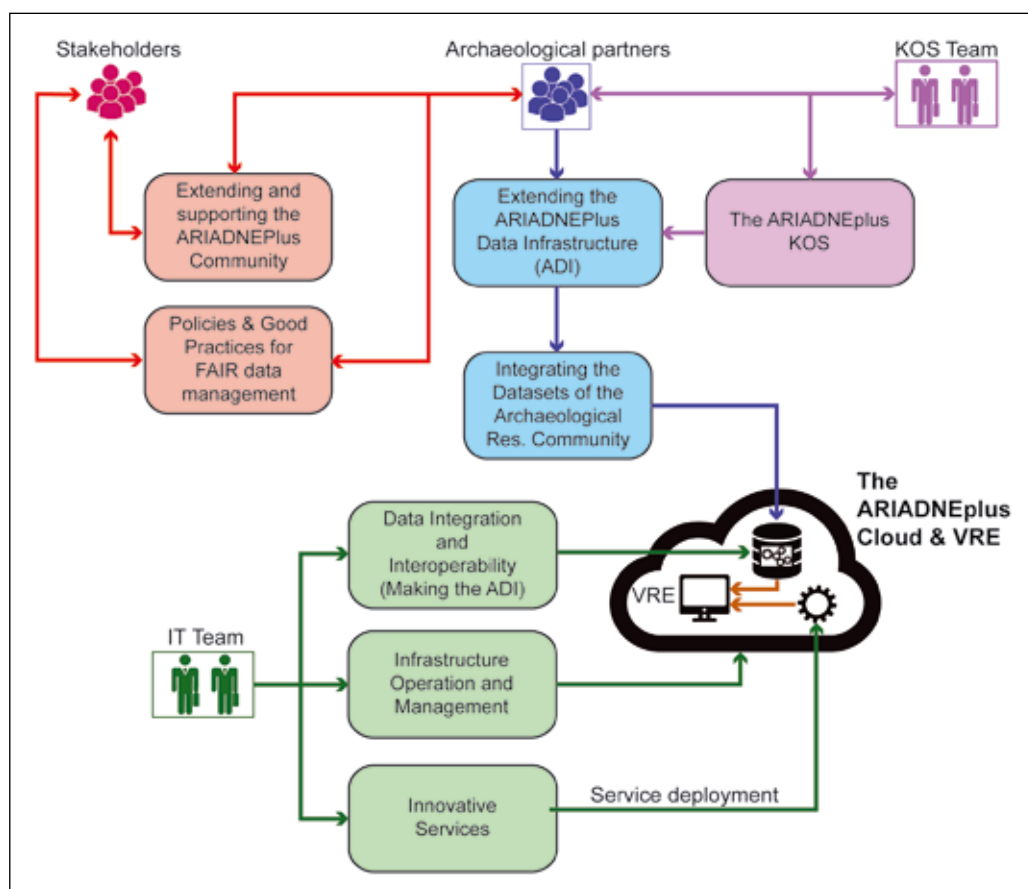 Stakeholders
Archaeological partners
KOS Team
Extending and
supporting the
ARIADNEPlus
Community
Extending the
ARIADNEPlus
Data Infrastructure
(ADI)
The ARIADNEplus
KOS
Policies & Good
Practices for
FAIR data
management
Integrating the
Datasets of the
Archaeological
Res. Community
The
ARIADNEplus
Cloud & VRE
Data Integration
and
Interoperability
(Making the ADI)
VRE
IT Team
Infrastructure
Operation and
Management
Innovative
Services
Service deployment